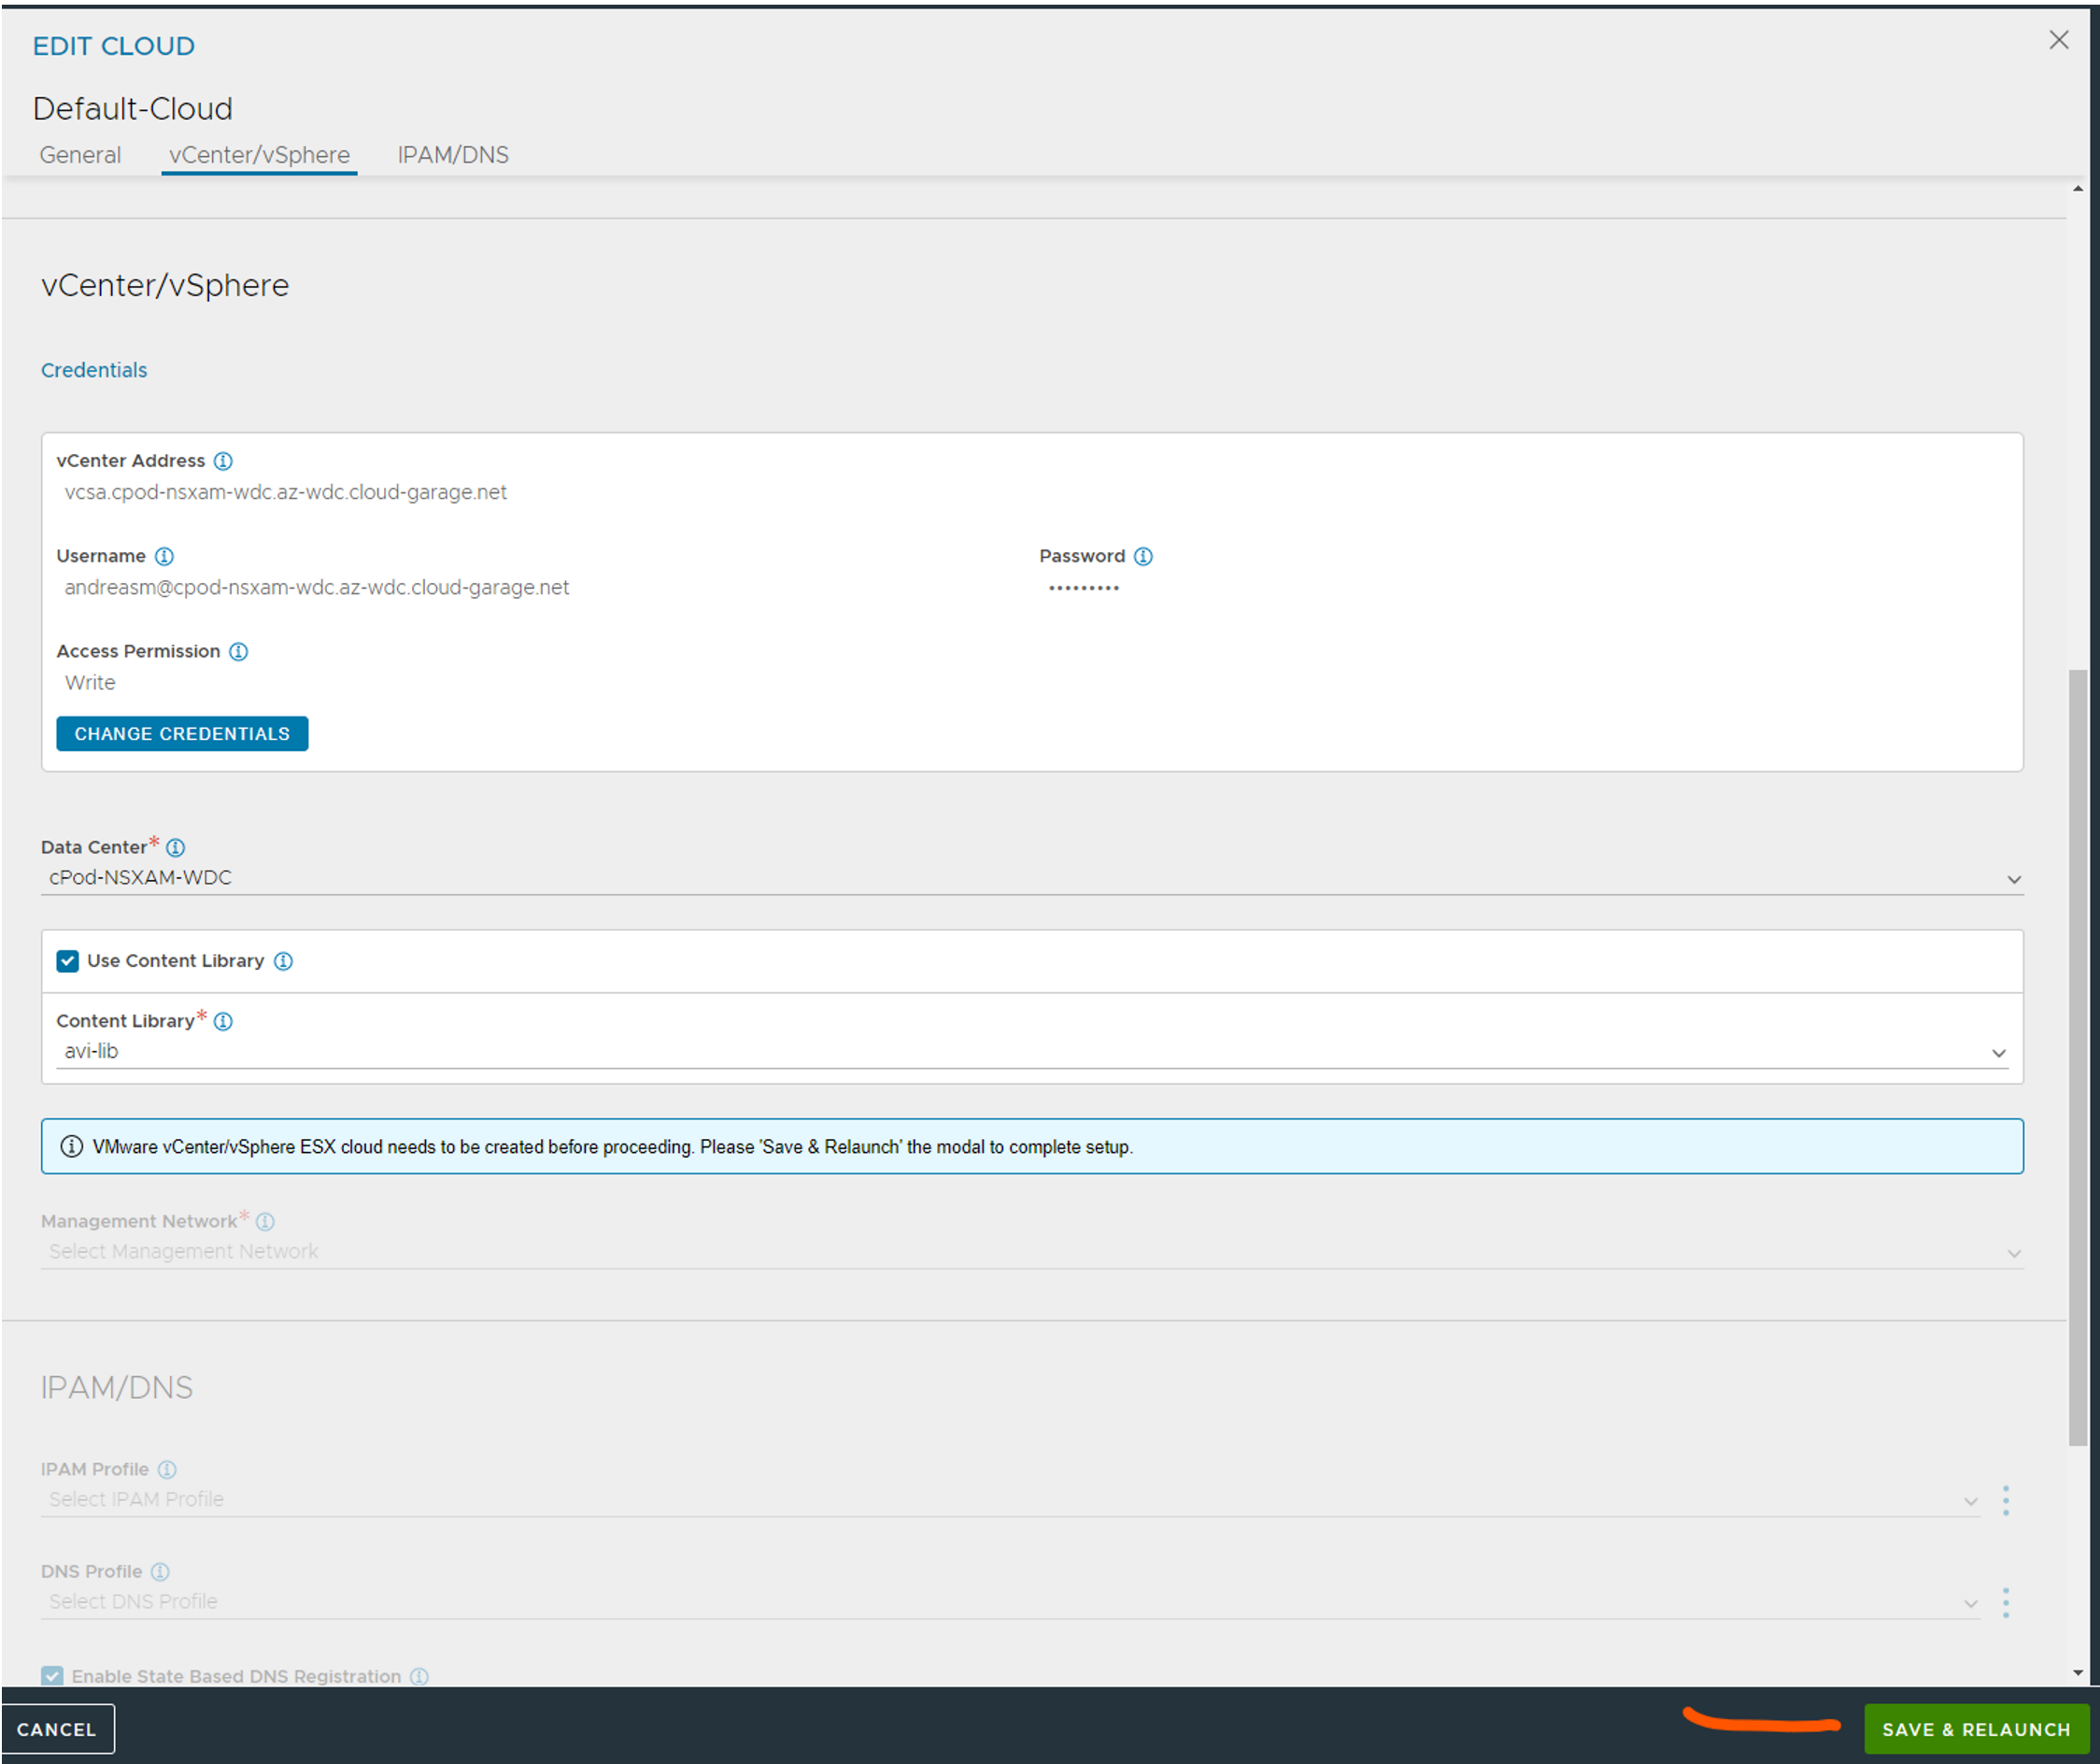 EDIT CLOUD
Default-Cloud
General vCenter/vSphere IPAM/DNS
vCenter/vSphere
Credentials
vCenter Address
vcsa.cpod-nsxam-wdc.az-wdc.cloud-garage.net
Username Password
andreasm@cpod-nsxam-wdc.az-wdc.cloud-garage.net •••••••••
Access Permission
Write
CHANGE CREDENTIALS
Data Center*
cPod-NSXAM-WDC
Use Content Library
Content Library*
avi-lib
VMware vCenter/vSphere ESX cloud needs to be created before proceeding. Please 'Save & Relaunch' the modal to complete setup.
Management Network*
Select Management Network
IPAM/DNS
IPAM Profile
Select IPAM Profile
DNS Profile
Select DNS Profile
Enable State Based DNS Registration
CANCEL SAVE & RELAUNCH